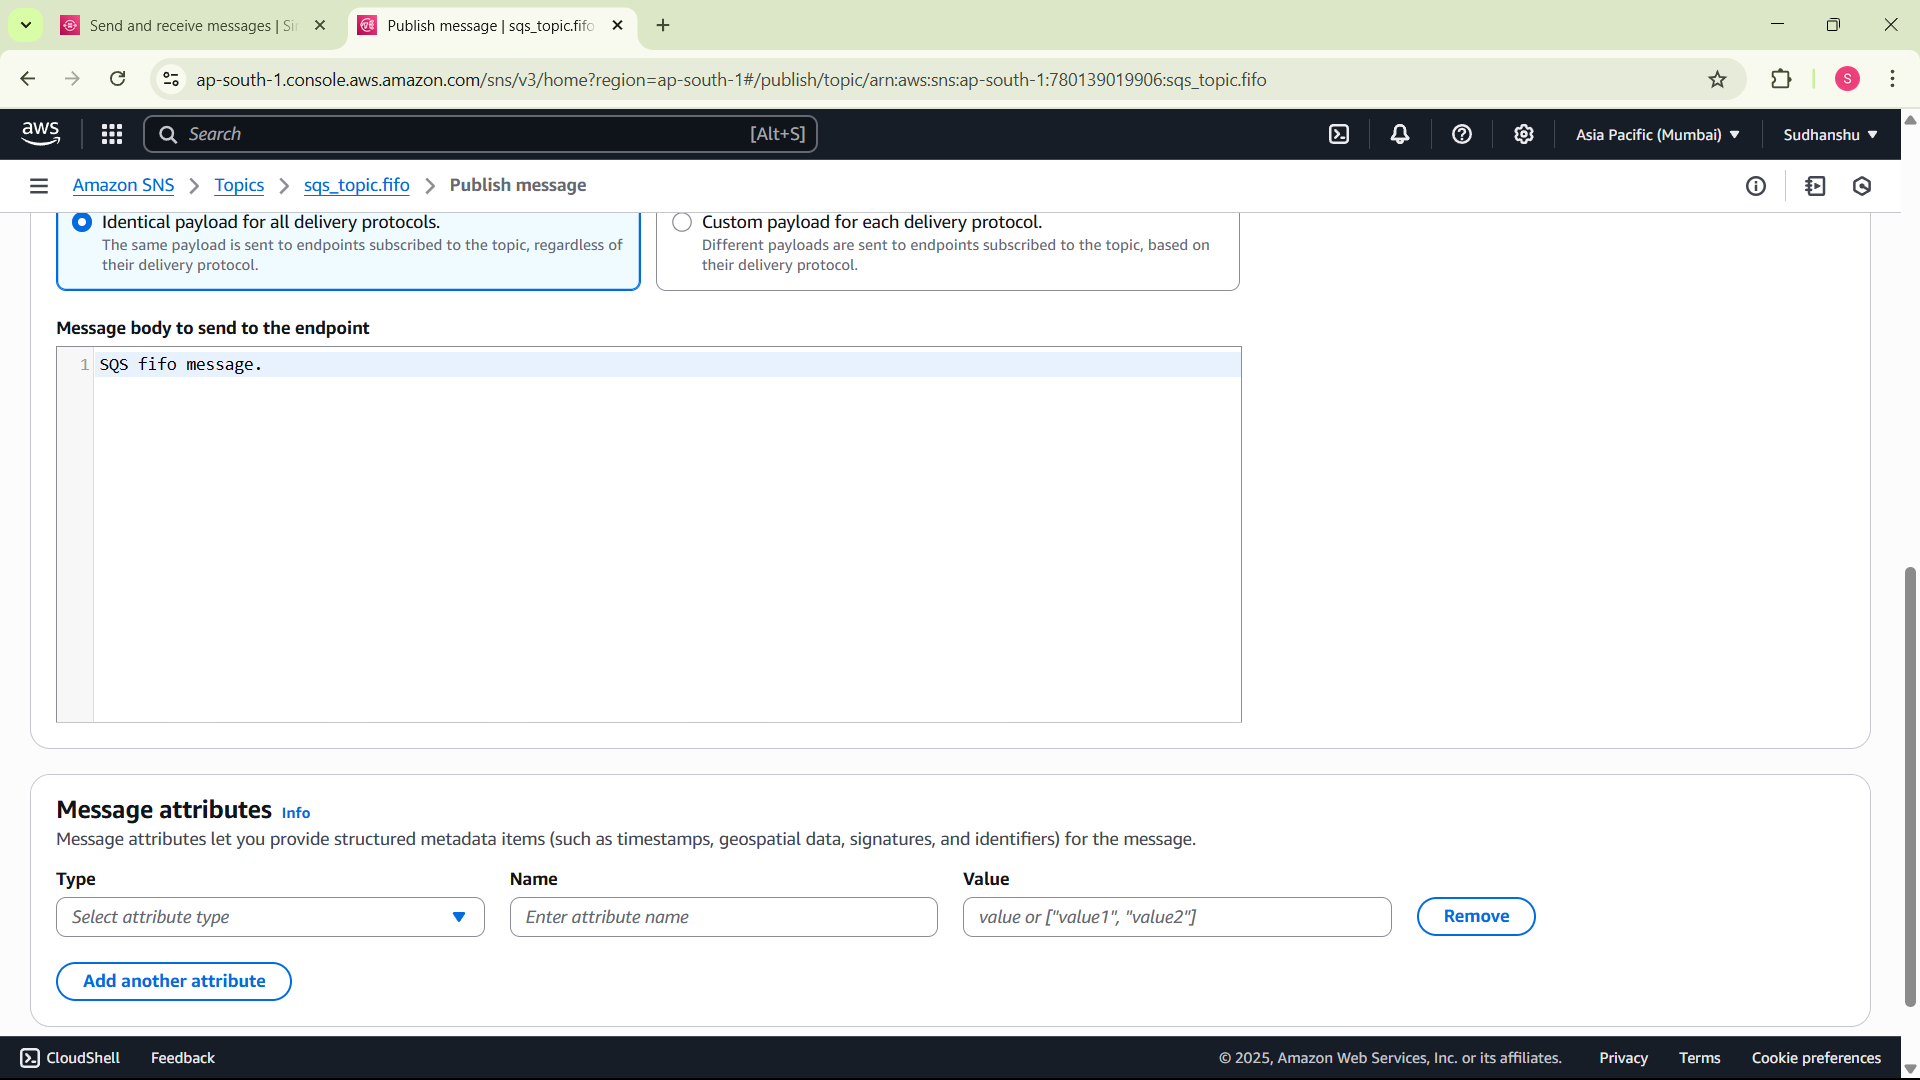 Send and receive messages | Si
Publish message | sqs_topic.fifo
ap-south-1.console.aws.amazon.com/sns/v3/home?region=ap-south-1#/publish/topic/arn:aws:sns:ap-south-1:780139019906:sqs_topic.fifo
S
aws
Search
[Alt+S]
Asia Pacific (Mumbai)
Sudhanshu
Amazon SNS
Topics
sqs_topic.fifo
Publish message
Identical payload for all delivery protocols.
The same payload is sent to endpoints subscribed to the topic, regardless of
their delivery protocol.
Custom payload for each delivery protocol.
Different payloads are sent to endpoints subscribed to the topic, based on
their delivery protocol.
Message body to send to the endpoint
1 SQS fifo message.
Message attributes Info
Message attributes let you provide structured metadata items (such as timestamps, geospatial data, signatures, and identifiers) for the message.
Type
Name
Value
Select attribute type
Enter attribute name
value or ["value1", "value2"]
Remove
Add another attribute
CloudShell
Feedback
© 2025, Amazon Web Services, Inc. or its affiliates.
Privacy
Terms
Cookie preferences